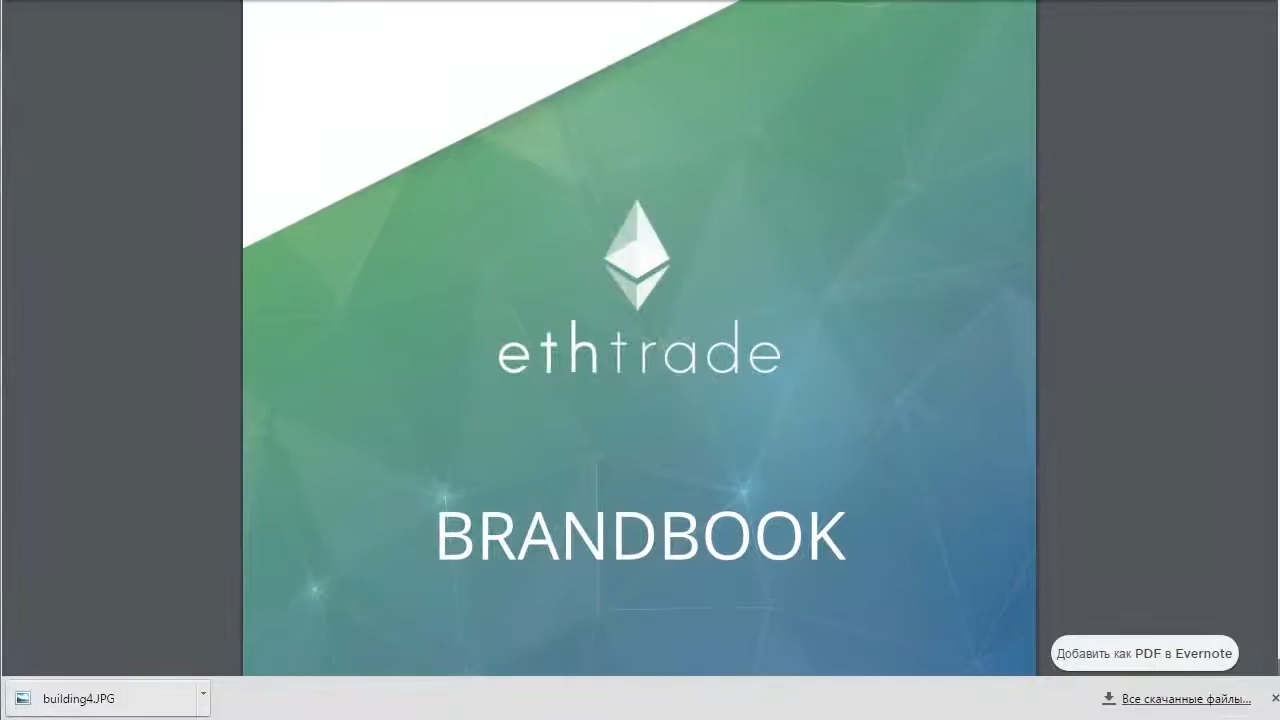 ethtrade
BRANDBOOK
Добавить как PDF в Evernote
building4.JPG
Все скачанные файлы...